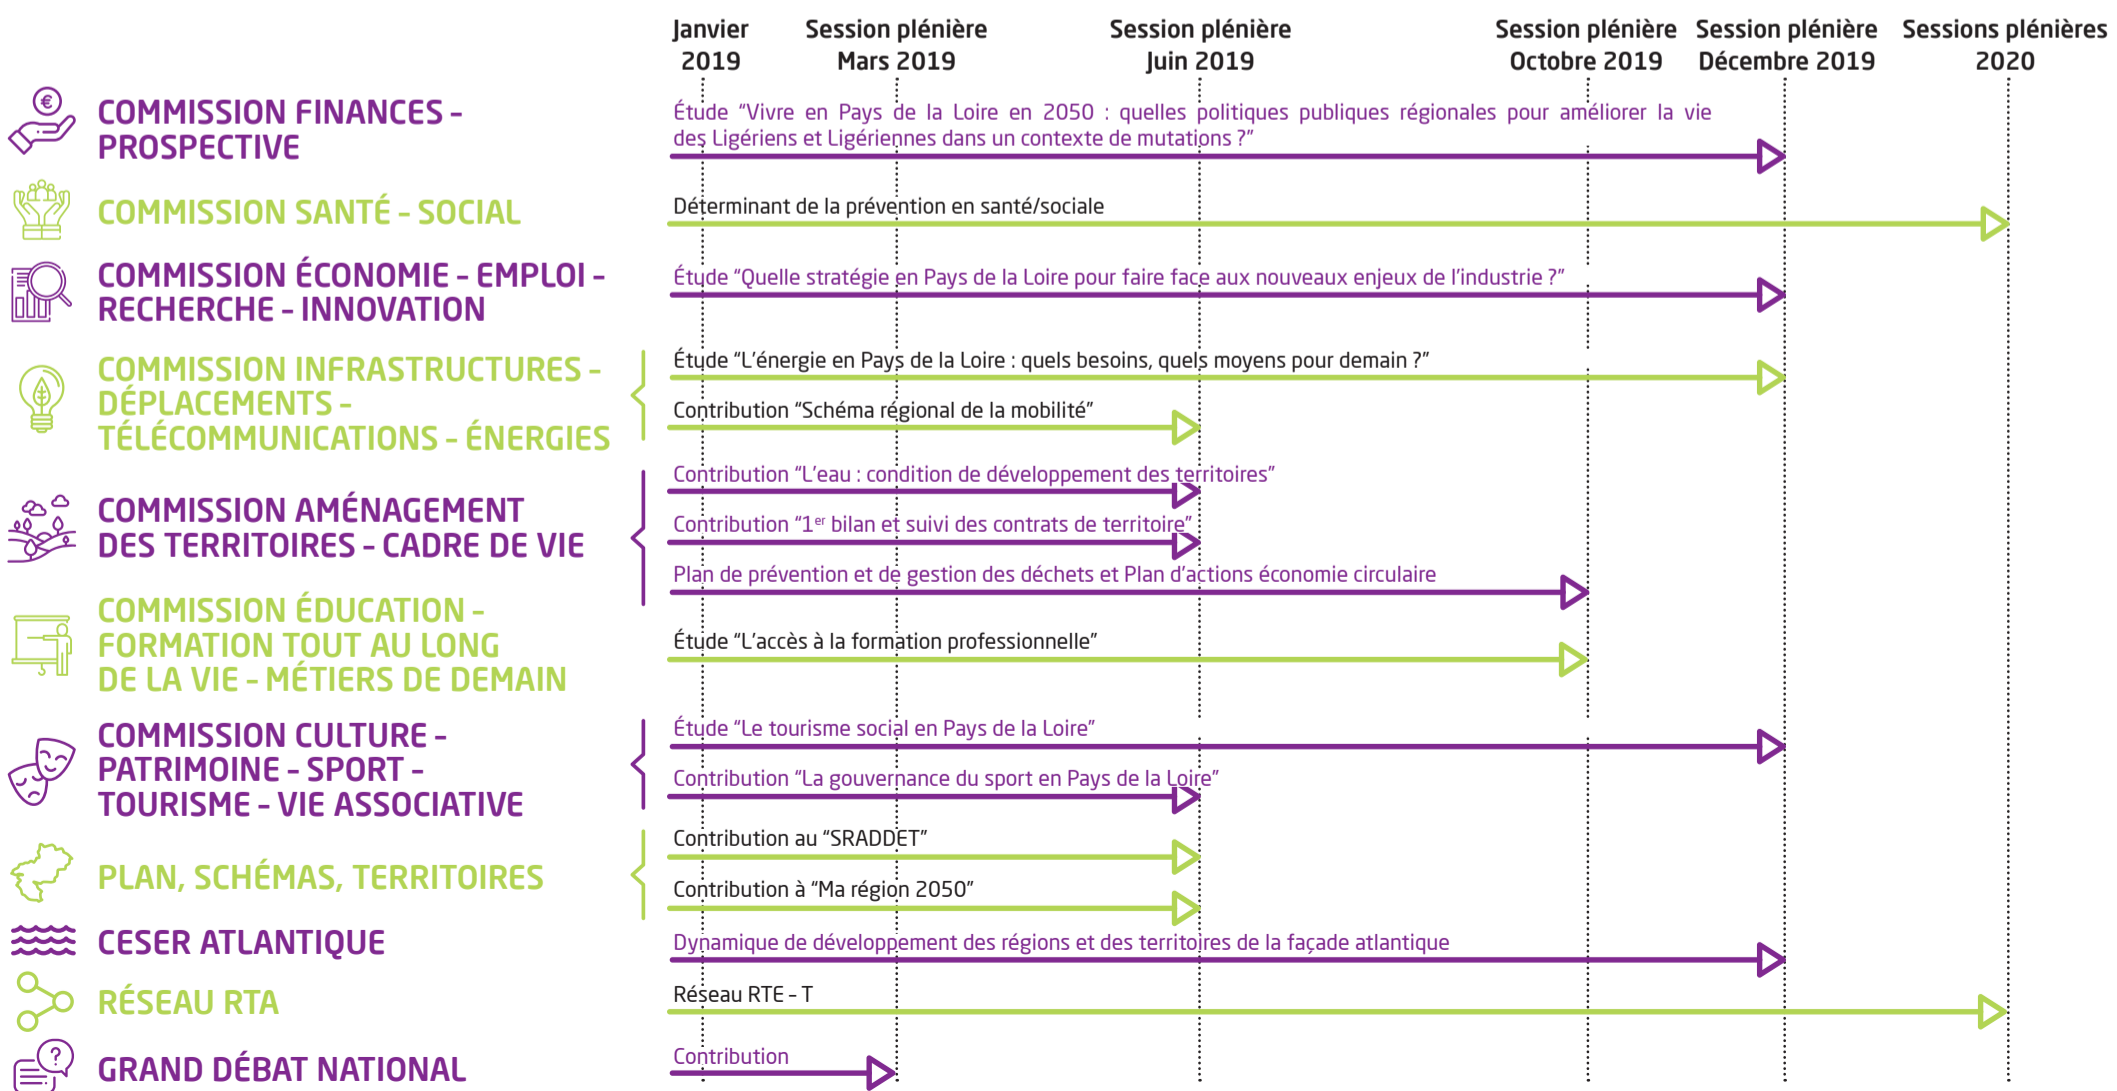 Janvier
2019
Session plénière
Mars 2019
Session plénière
Juin 2019
Session plénière
Octobre 2019
Session plénière
Décembre 2019
Sessions plénières
2020
COMMISSION FINANCES –
PROSPECTIVE
Étude “Vivre en Pays de la Loire en 2050 : quelles politiques publiques régionales pour améliorer la vie
des Ligériens et Ligériennes dans un contexte de mutations ?”
COMMISSION SANTÉ – SOCIAL
Déterminant de la prévention en santé/sociale
COMMISSION ÉCONOMIE – EMPLOI –
RECHERCHE – INNOVATION
Étude “Quelle stratégie en Pays de la Loire pour faire face aux nouveaux enjeux de l’industrie ?”
COMMISSION INFRASTRUCTURES –
DÉPLACEMENTS –
TÉLÉCOMMUNICATIONS – ÉNERGIES
Étude “L’énergie en Pays de la Loire : quels besoins, quels moyens pour demain ?”
Contribution “Schéma régional de la mobilité”
COMMISSION AMÉNAGEMENT
DES TERRITOIRES – CADRE DE VIE
Contribution “L’eau : condition de développement des territoires”
Contribution “1er bilan et suivi des contrats de territoire”
Plan de prévention et de gestion des déchets et Plan d’actions économie circulaire
COMMISSION ÉDUCATION –
FORMATION TOUT AU LONG
DE LA VIE – MÉTIERS DE DEMAIN
Étude “L’accès à la formation professionnelle”
COMMISSION CULTURE –
PATRIMOINE – SPORT –
TOURISME – VIE ASSOCIATIVE
Étude “Le tourisme social en Pays de la Loire”
Contribution “La gouvernance du sport en Pays de la Loire”
PLAN, SCHÉMAS, TERRITOIRES
Contribution au “SRADDET”
Contribution à “Ma région 2050”
CESER ATLANTIQUE
Dynamique de développement des régions et des territoires de la façade atlantique
RÉSEAU RTA
Réseau RTE – T
GRAND DÉBAT NATIONAL
Contribution